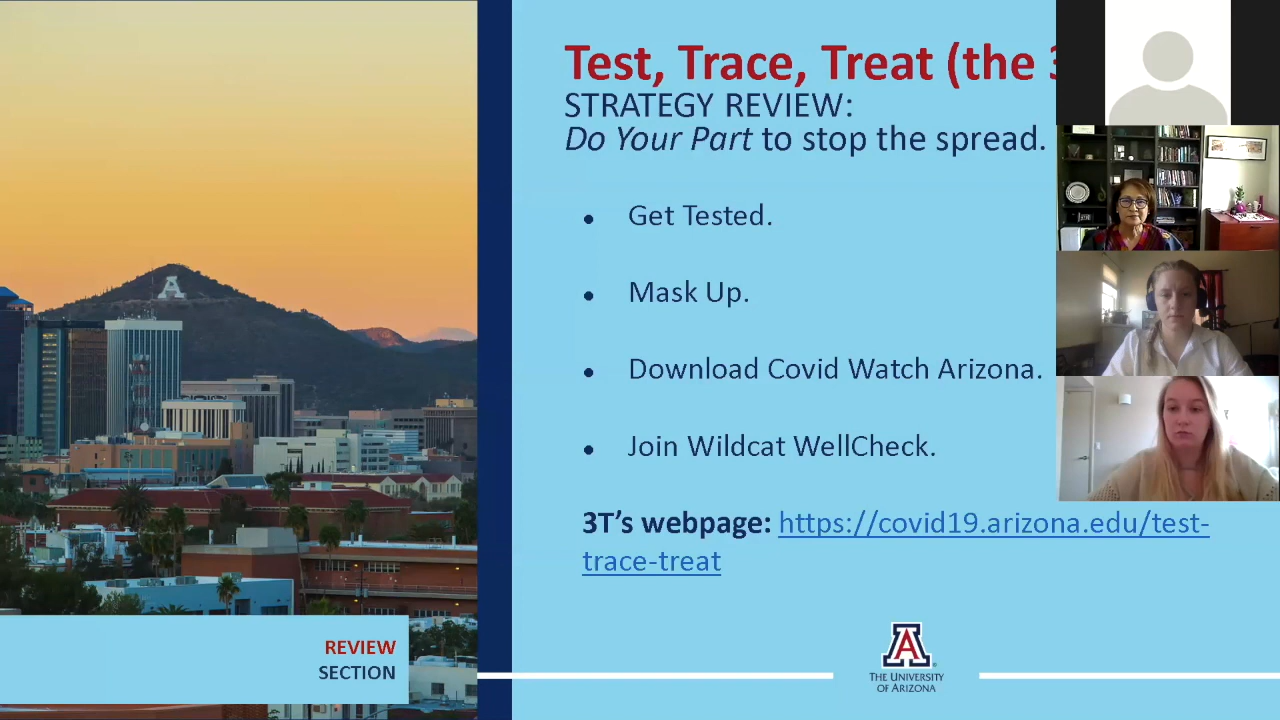 Test, Trace, Treat (the
STRATEGY REVIEW:
Do Your Part to stop the spread.
• Get Tested.
• Mask Up.
• Download Covid Watch Arizona.
• Join Wildcat WellCheck.
3T's webpage: https://covid19.arizona.edu/test-
trace-treat
REVIEW
SECTION
A
THE UNIVERSITY
OF ARIZONA
A